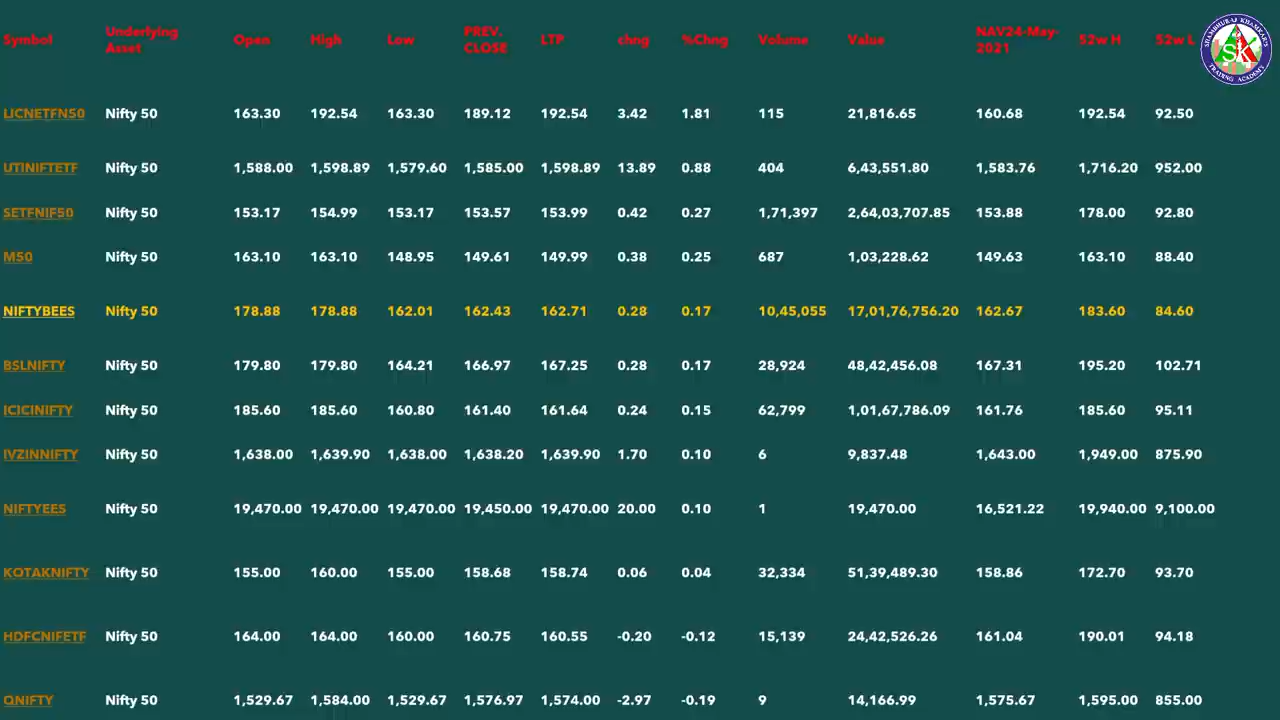 Symbol Underlying Asset Open High Low PREV. CLOSE LTP chng %Chng Volume Value NAV24-May-2021 52w H 52w L
LICNETFN50 Nifty 50 163.30 192.54 163.30 189.12 192.54 3.42 1.81 115 21,816.65 160.68 192.54 92.50
UTINIFTETF Nifty 50 1,588.00 1,598.89 1,579.60 1,585.00 1,598.89 13.89 0.88 404 6,43,551.80 1,583.76 1,716.20 952.00
SETFNIF50 Nifty 50 153.17 154.99 153.17 153.57 153.99 0.42 0.27 1,71,397 2,64,03,707.85 153.88 178.00 92.80
M50 Nifty 50 163.10 163.10 148.95 149.61 149.99 0.38 0.25 687 1,03,228.62 149.63 163.10 88.40
NIFTYBEES Nifty 50 178.88 178.88 162.01 162.43 162.71 0.28 0.17 10,45,055 17,01,76,756.20 162.67 183.60 84.60
BSLNIFTY Nifty 50 179.80 179.80 164.21 166.97 167.25 0.28 0.17 28,924 48,42,456.08 167.31 195.20 102.71
ICICINIFTY Nifty 50 185.60 185.60 160.80 161.40 161.64 0.24 0.15 62,799 1,01,67,786.09 161.76 185.60 95.11
IVZINNIFTY Nifty 50 1,638.00 1,639.90 1,638.00 1,638.20 1,639.90 1.70 0.10 6 9,837.48 1,643.00 1,949.00 875.90
NIFTYEES Nifty 50 19,470.00 19,470.00 19,470.00 19,450.00 19,470.00 20.00 0.10 1 19,470.00 16,521.22 19,940.00 9,100.00
KOTAKNIFTY Nifty 50 155.00 160.00 155.00 158.68 158.74 0.06 0.04 32,334 51,39,489.30 158.86 172.70 93.70
HDFCNIFETF Nifty 50 164.00 164.00 160.00 160.75 160.55 -0.20 -0.12 15,139 24,42,526.26 161.04 190.01 94.18
QNIFTY Nifty 50 1,529.67 1,584.00 1,529.67 1,576.97 1,574.00 -2.97 -0.19 9 14,166.99 1,575.67 1,595.00 855.00
SK
TRADING ACADEMY